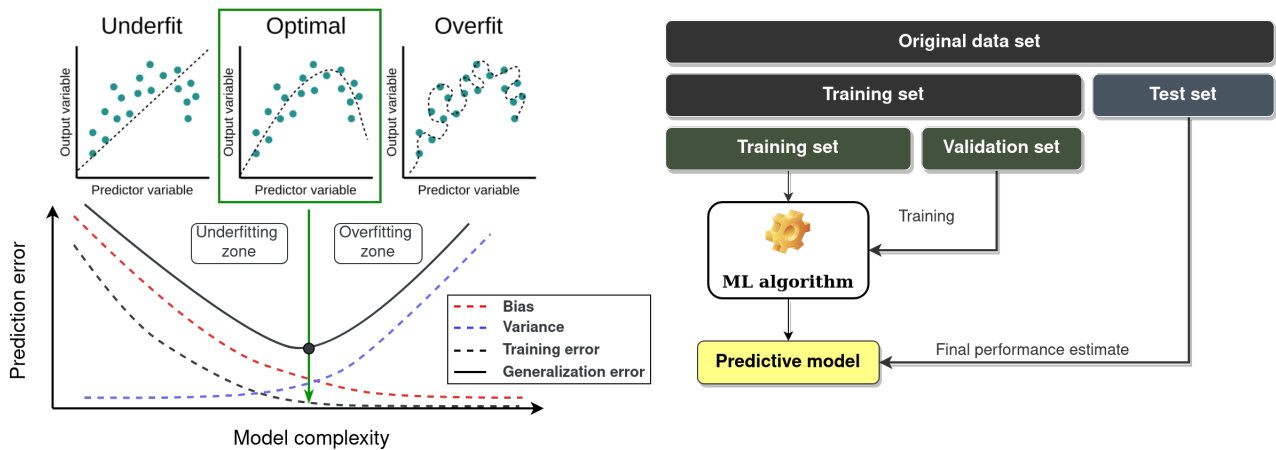 Underfit
Optimal
Overfit
Output variable
Predictor variable
Output variable
Predictor variable
Output variable
Predictor variable
Underfitting
zone
Overfitting
zone
Prediction error
Bias
Variance
Training error
Generalization error
Model complexity
Original data set
Training set
Test set
Training set
Validation set
Training
ML algorithm
Final performance estimate
Predictive model